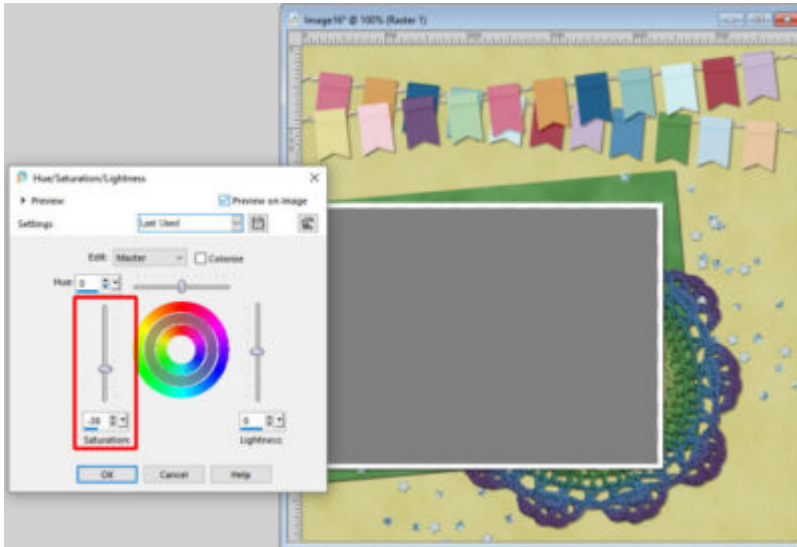 Image16* @ 100% (Raster 1)
Hue/Saturation/Lightness
Preview
Preview on Image
Settings
Last Used
Edit: Master
Colorize
Hue: 0
-38
0
Saturation
Lightness
OK
Cancel
Help